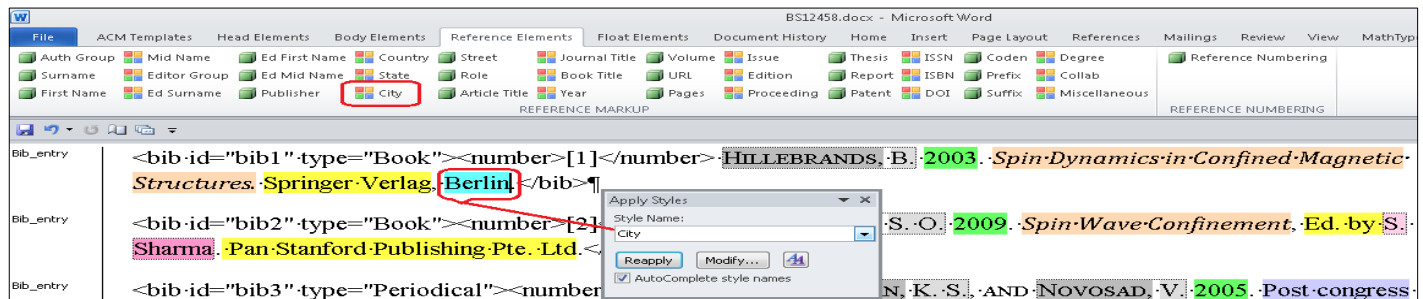 BS12458.docx - Microsoft Word
File ACM Templates Head Elements Body Elements Reference Elements Float Elements Document History Home Insert Page Layout References Mailings Review View MathType
Auth Group Mid Name Ed First Name Country Street Journal Title Volume Issue Thesis ISSN Coden Degree Reference Numbering
Surname Editor Group Ed Mid Name State Role Book Title URL Edition Report ISBN Prefix Collab
First Name Ed Surname Publisher City Article Title Year Pages Proceeding Patent DOI Suffix Miscellaneous
REFERENCE MARKUP REFERENCE NUMBERING
Bib_entry <bib·id="bib1"·type="Book"><number>[1]</number>·HILLEBRANDS,·B.·2003.·Spin·Dynamics·in·Confined·Magnetic·
Structures.·Springer·Verlag,·Berlin.</bib>¶
Apply Styles
Style Name:
City
Reapply Modify...
AutoComplete style names
Bib_entry <bib·id="bib2"·type="Book"><number>[2] S.·O.·2009.·Spin·Wave·Confinement,·Ed.·by·S.·
Sharma.·Pan·Stanford·Publishing·Pte.·Ltd.<
Bib_entry <bib·id="bib3"·type="Periodical"><number N,·K.·S.,·AND·NOVOSAD,·V.·2005.·Post·congress·